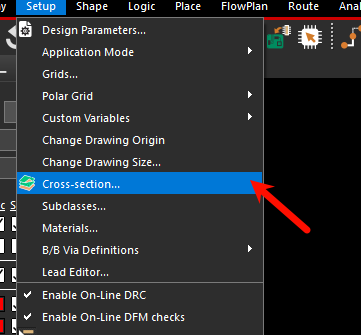 Setup Shape Logic Place FlowPlan Route
Design Parameters...
Application Mode
Grids...
Polar Grid
Custom Variables
Change Drawing Origin
Change Drawing Size...
Cross-section...
Subclasses...
Materials...
B/B Via Definitions
Lead Editor...
Enable On-Line DRC
Enable On-Line DFM checks